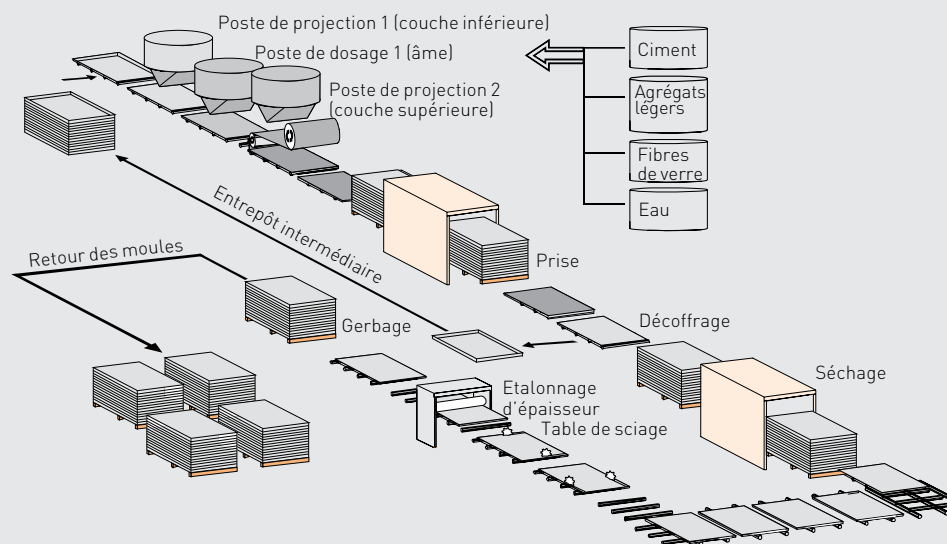 Poste de projection 1 (couche inférieure)
Poste de dosage 1 (âme)
Poste de projection 2
(couche supérieure)
Ciment
Agrégats
légers
Fibres
de verre
Eau
Entrepôt intermédiaire
Retour des moules
Prise
Gerbage
Décoffrage
Séchage
Etalonnage
d'épaisseur
Table de sciage